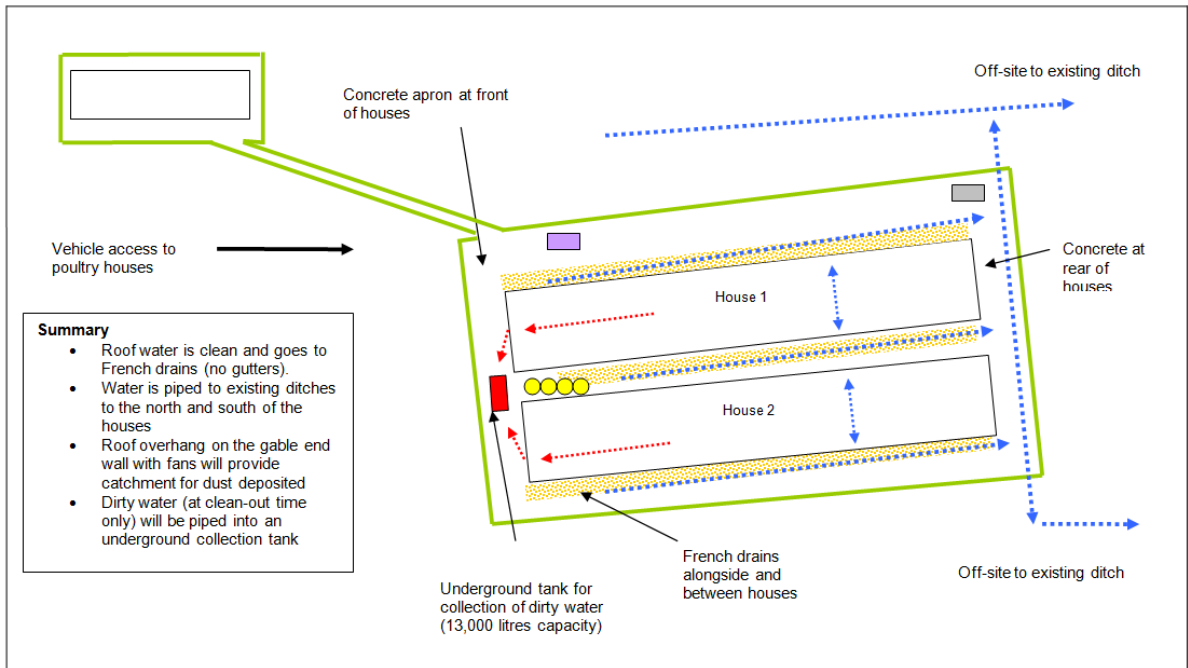 Off-site to existing ditch
Concrete apron at front
of houses
Vehicle access to
poultry houses
Concrete at
rear of
houses
House 1
House 2
Summary
• Roof water is clean and goes to
French drains (no gutters).
• Water is piped to existing ditches
to the north and south of the
houses
• Roof overhang on the gable end
wall with fans will provide
catchment for dust deposited
• Dirty water (at clean-out time
only) will be piped into an
underground collection tank
French drains
alongside and
between houses
Underground tank for
collection of dirty water
(13,000 litres capacity)
Off-site to existing ditch